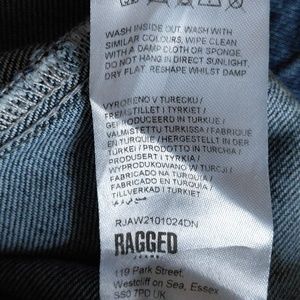 WASH INSIDE OUT. WASH WITH
SIMILAR COLOURS. WIPE CLEAN
WITH A DAMP CLOTH OR SPONGE.
DO NOT HANG IN DIRECT SUNLIGHT.
DRY FLAT. RESHAPE WHILST DAMP
VYROBENO V TURECKU /
FREMSTILLET I TYRKIET /
GEPRODUCEERD IN TURKIJE /
VALMISTETTU TURKISSA / FABRIQUÉ
EN TURQUIE / HERGESTELLT IN DER
TÜRKEI / PRODOTTO IN TURCHIA /
PRODUSERT I TYRKIA /
WYPRODUKOWANO W TURCJI /
FABRICADO NA TURQUIA /
FABRICADO EN TURQUÍA /
TILLVERKAD I TURKIET /
RJAW2101024DN
RAGGED
JEANS
119 Park Street,
Westcliff on Sea, Essex
SS0 7PD UK